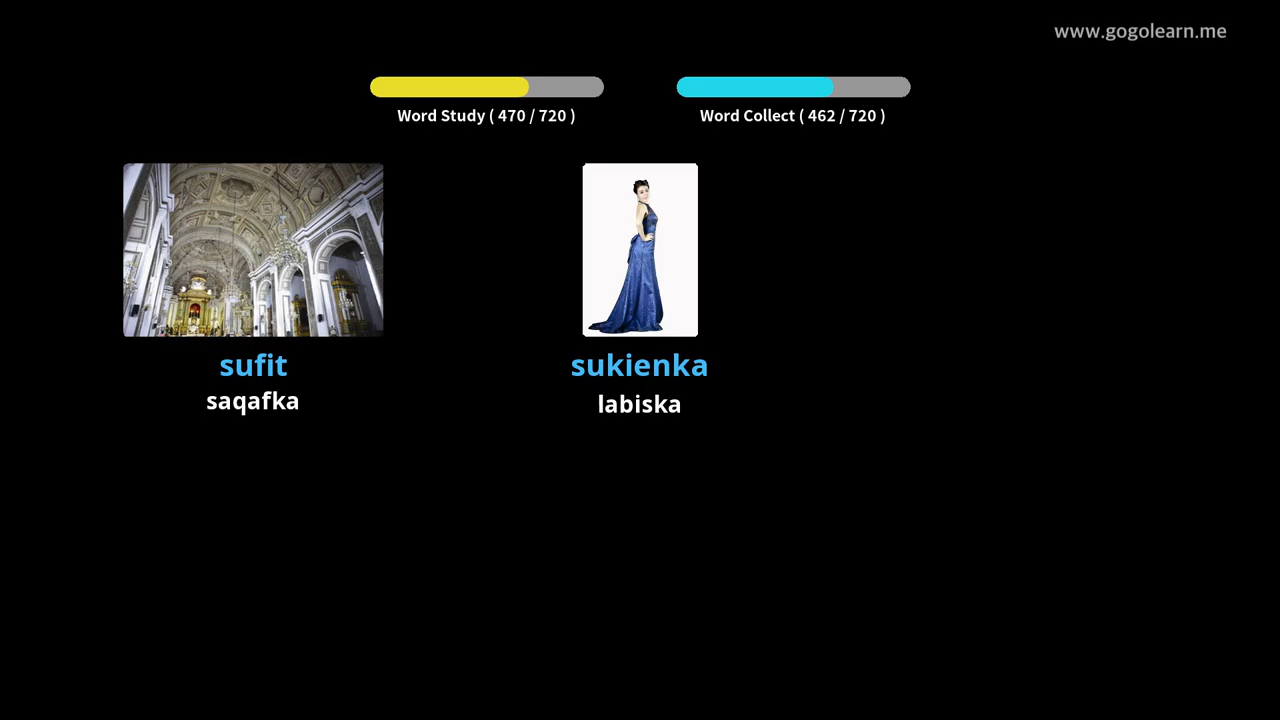 www.gogolearn.me
Word Study ( 470 / 720 )
Word Collect ( 462 / 720 )
sufit
saqafka
sukienka
labiska